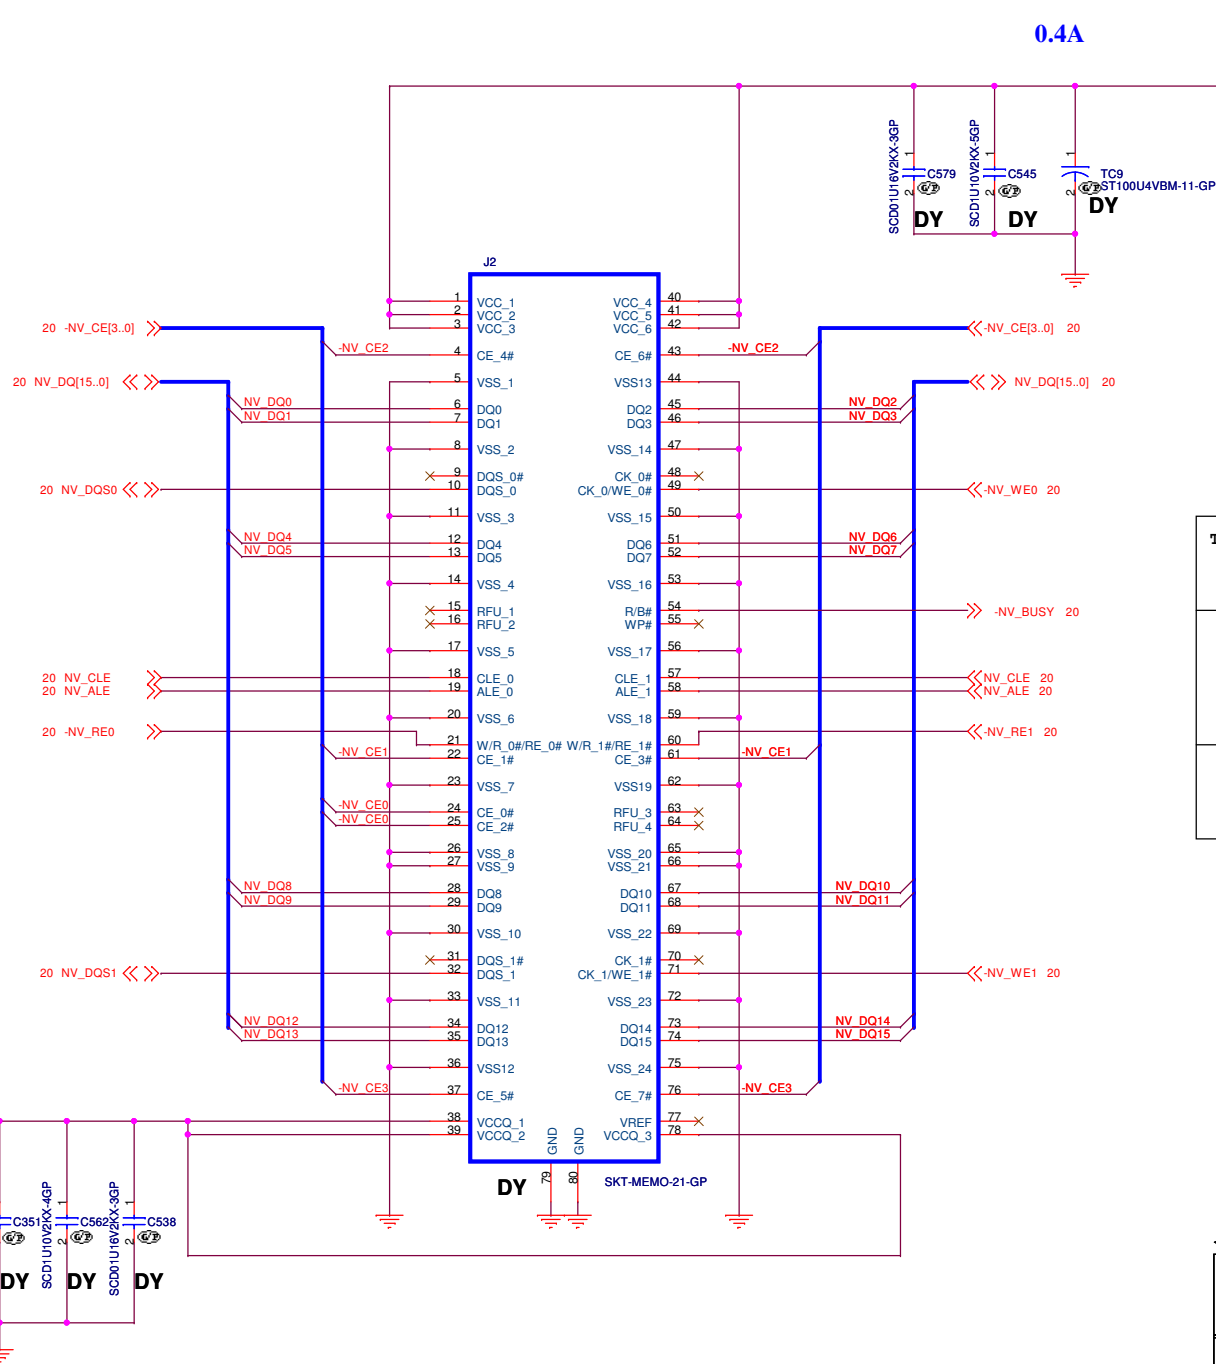 0.4A
SCD01U16V2KX-3GP
1
2
C579
DY
SCD1U10V2KX-5GP
1
2
C545
DY
1
2
TC9
ST100U4VBM-11-GP
DY
J2
1 VCC_1 VCC_4 40
2 VCC_2 VCC_5 41
3 VCC_3 VCC_6 42
20 -NV_CE[3..0] -NV_CE[3..0] 20
-NV_CE2 4 CE_4# CE_6# 43 -NV_CE2
20 NV_DQ[15..0] 5 VSS_1 VSS13 44 NV_DQ[15..0] 20
NV_DQ0 6 DQ0 DQ2 45 NV_DQ2
NV_DQ1 7 DQ1 DQ3 46 NV_DQ3
8 VSS_2 VSS_14 47
9 DQS_0# CK_0# 48
20 NV_DQS0 10 DQS_0 CK_0/WE_0# 49 -NV_WE0 20
11 VSS_3 VSS_15 50
NV_DQ4 12 DQ4 DQ6 51 NV_DQ6
NV_DQ5 13 DQ5 DQ7 52 NV_DQ7
T
14 VSS_4 VSS_16 53
15 RFU_1 R/B# 54 -NV_BUSY 20
16 RFU_2 WP# 55
17 VSS_5 VSS_17 56
20 NV_CLE 18 CLE_0 CLE_1 57 NV_CLE 20
20 NV_ALE 19 ALE_0 ALE_1 58 NV_ALE 20
20 VSS_6 VSS_18 59
20 -NV_RE0 21 W/R_0#/RE_0# W/R_1#/RE_1# 60 -NV_RE1 20
-NV_CE1 22 CE_1# CE_3# 61 -NV_CE1
23 VSS_7 VSS19 62
-NV_CE0 24 CE_0# RFU_3 63
-NV_CE0 25 CE_2# RFU_4 64
26 VSS_8 VSS_20 65
27 VSS_9 VSS_21 66
NV_DQ8 28 DQ8 DQ10 67 NV_DQ10
NV_DQ9 29 DQ9 DQ11 68 NV_DQ11
30 VSS_10 VSS_22 69
31 DQS_1# CK_1# 70
20 NV_DQS1 32 DQS_1 CK_1/WE_1# 71 -NV_WE1 20
33 VSS_11 VSS_23 72
NV_DQ12 34 DQ12 DQ14 73 NV_DQ14
NV_DQ13 35 DQ13 DQ15 74 NV_DQ15
36 VSS12 VSS_24 75
-NV_CE3 37 CE_5# CE_7# 76 -NV_CE3
38 VCCQ_1 VREF 77
39 VCCQ_2 VCCQ_3 78
GND GND
79 80
DY
SKT-MEMO-21-GP
C351
DY
SCD1U10V2KX-4GP
1
2
C562
DY
SCD01U16V2KX-3GP
1
2
C538
DY